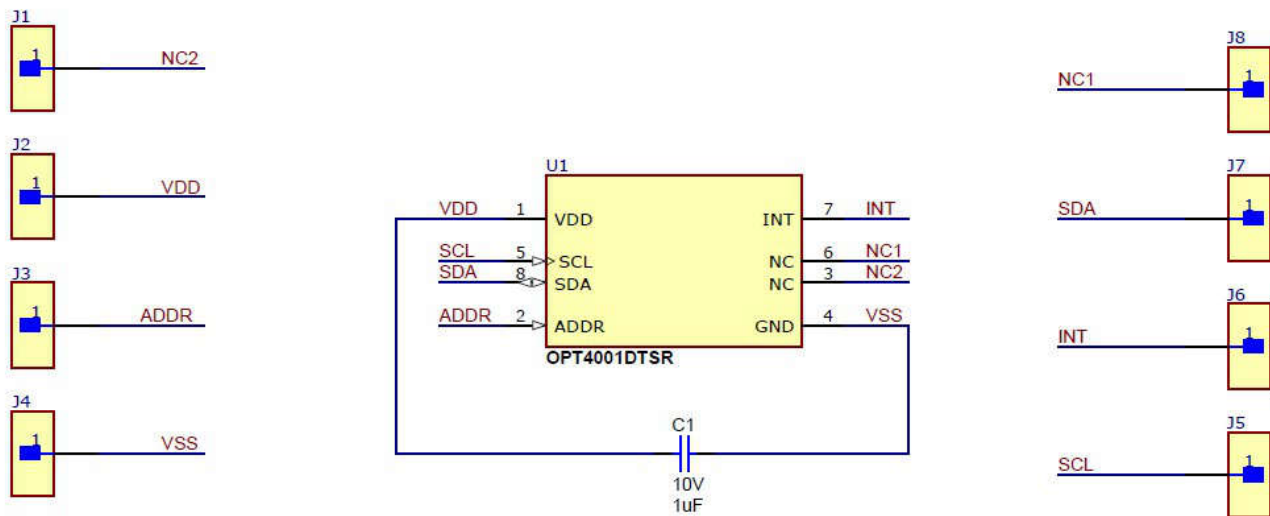 J1
1
NC2
J2
1
VDD
J3
1
ADDR
J4
1
VSS
U1
VDD 1 VDD
SCL 5 SCL
SDA 8 SDA
ADDR 2 ADDR
INT 7 INT
NC 6 NC1
NC 3 NC2
GND 4 VSS
OPT4001DTSR
C1
10V
1uF
J8
NC1 1
J7
SDA 1
J6
INT 1
J5
SCL 1